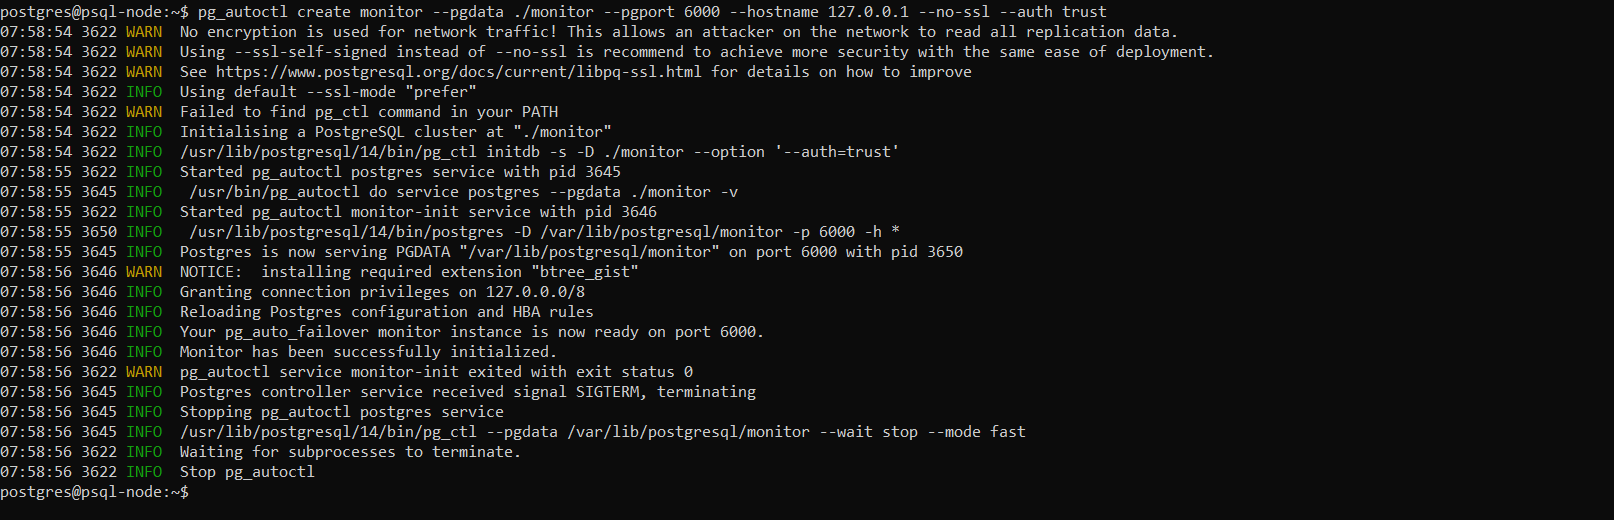 postgres@psql-node:~$ pg_autoctl create monitor --pgdata ./monitor --pgport 6000 --hostname 127.0.0.1 --no-ssl --auth trust
07:58:54 3622 WARN  No encryption is used for network traffic! This allows an attacker on the network to read all replication data.
07:58:54 3622 WARN  Using --ssl-self-signed instead of --no-ssl is recommend to achieve more security with the same ease of deployment.
07:58:54 3622 WARN  See https://www.postgresql.org/docs/current/libpq-ssl.html for details on how to improve
07:58:54 3622 INFO  Using default --ssl-mode "prefer"
07:58:54 3622 WARN  Failed to find pg_ctl command in your PATH
07:58:54 3622 INFO  Initialising a PostgreSQL cluster at "./monitor"
07:58:54 3622 INFO  /usr/lib/postgresql/14/bin/pg_ctl initdb -s -D ./monitor --option '--auth=trust'
07:58:55 3622 INFO  Started pg_autoctl postgres service with pid 3645
07:58:55 3645 INFO   /usr/bin/pg_autoctl do service postgres --pgdata ./monitor -v
07:58:55 3622 INFO  Started pg_autoctl monitor-init service with pid 3646
07:58:55 3650 INFO   /usr/lib/postgresql/14/bin/postgres -D /var/lib/postgresql/monitor -p 6000 -h *
07:58:55 3645 INFO  Postgres is now serving PGDATA "/var/lib/postgresql/monitor" on port 6000 with pid 3650
07:58:56 3646 WARN  NOTICE:  installing required extension "btree_gist"
07:58:56 3646 INFO  Granting connection privileges on 127.0.0.0/8
07:58:56 3646 INFO  Reloading Postgres configuration and HBA rules
07:58:56 3646 INFO  Your pg_auto_failover monitor instance is now ready on port 6000.
07:58:56 3646 INFO  Monitor has been successfully initialized.
07:58:56 3622 WARN  pg_autoctl service monitor-init exited with exit status 0
07:58:56 3645 INFO  Postgres controller service received signal SIGTERM, terminating
07:58:56 3645 INFO  Stopping pg_autoctl postgres service
07:58:56 3645 INFO  /usr/lib/postgresql/14/bin/pg_ctl --pgdata /var/lib/postgresql/monitor --wait stop --mode fast
07:58:56 3622 INFO  Waiting for subprocesses to terminate.
07:58:56 3622 INFO  Stop pg_autoctl
postgres@psql-node:~$